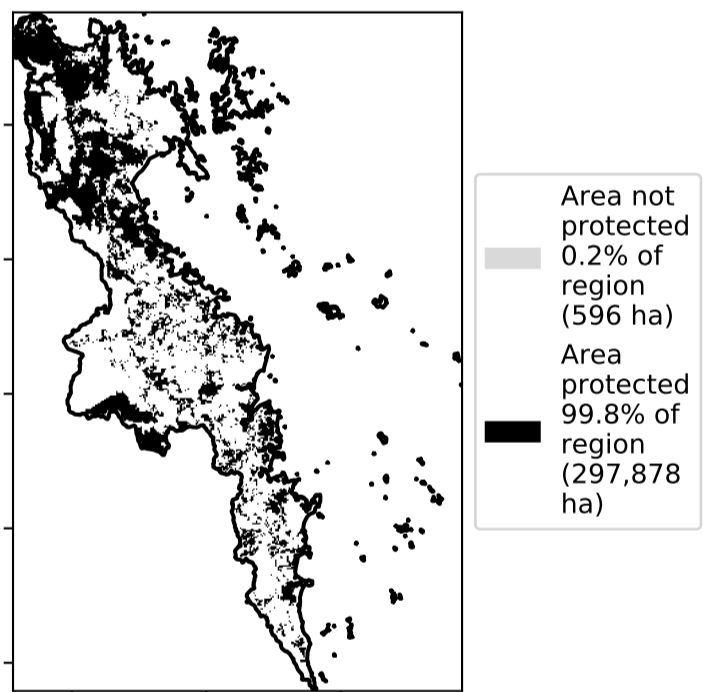 Area not
protected
0.2% of
region
(596 ha)
Area
protected
99.8% of
region
(297,878
ha)